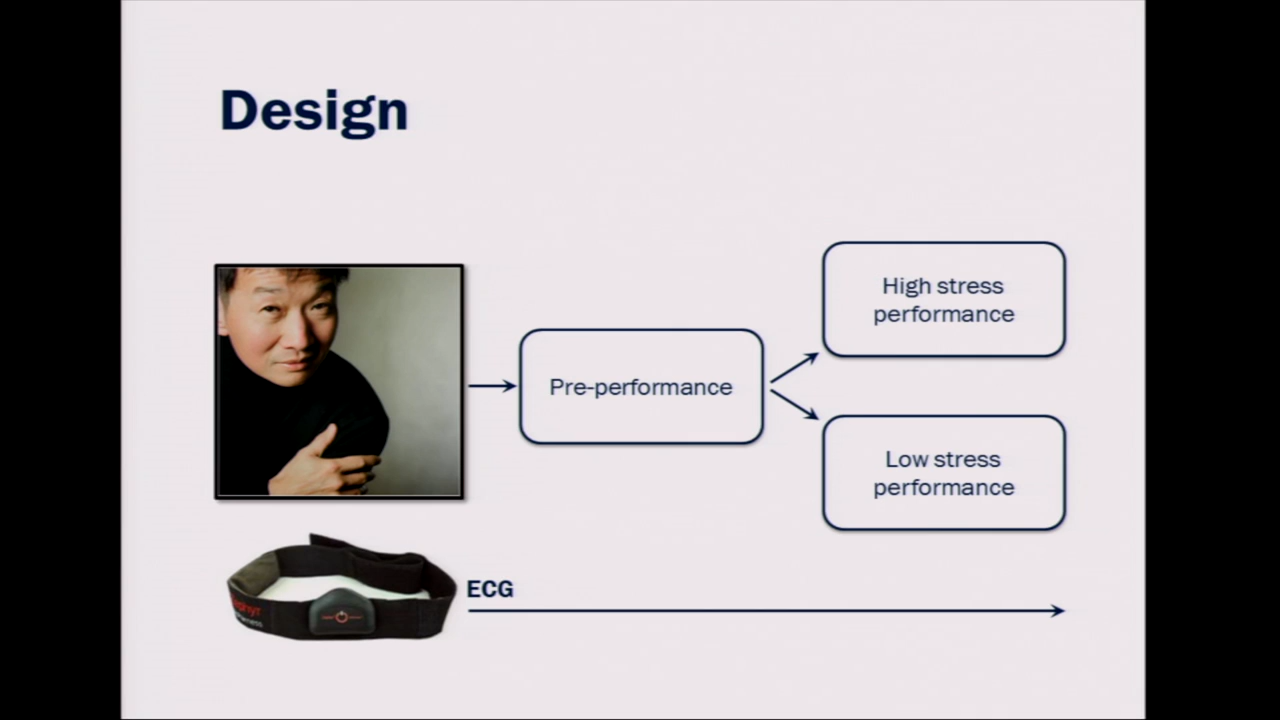 Design
High stress
performance
Pre-performance
Low stress
performance
ECG